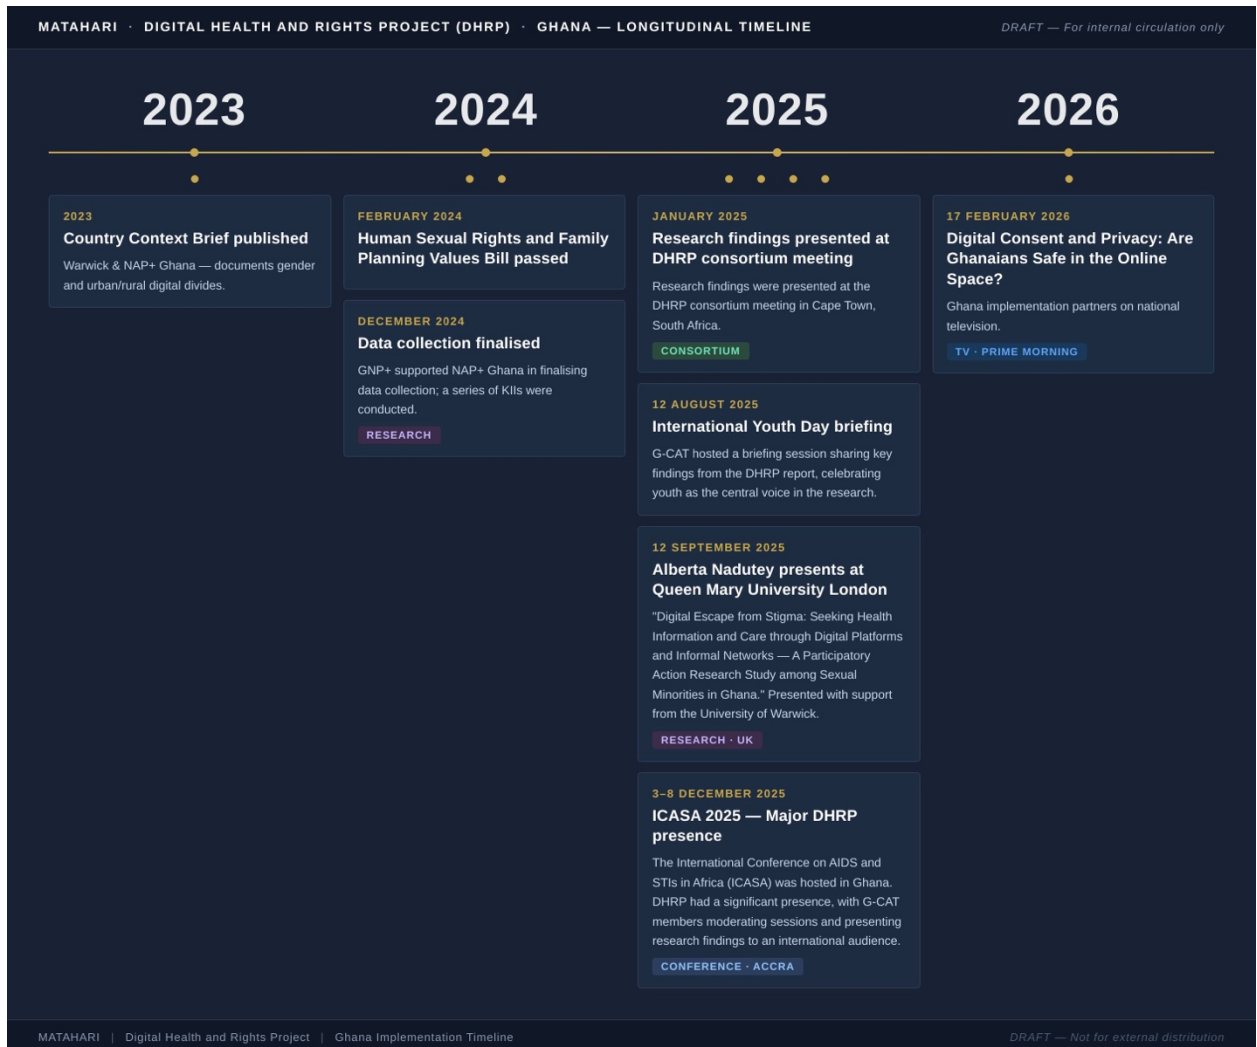 MATAHARI · DIGITAL HEALTH AND RIGHTS PROJECT (DHRP) · GHANA — LONGITUDINAL TIMELINE
DRAFT — For internal circulation only
2023
2024
2025
2026
2023
Country Context Brief published
Warwick & NAP+ Ghana — documents gender
and urban/rural digital divides.
FEBRUARY 2024
Human Sexual Rights and Family
Planning Values Bill passed
DECEMBER 2024
Data collection finalised
GNP+ supported NAP+ Ghana in finalising
data collection; a series of KIIs were
conducted.
RESEARCH
JANUARY 2025
Research findings presented at
DHRP consortium meeting
Research findings were presented at the
DHRP consortium meeting in Cape Town,
South Africa.
CONSORTIUM
12 AUGUST 2025
International Youth Day briefing
G-CAT hosted a briefing session sharing key
findings from the DHRP report, celebrating
youth as the central voice in the research.
12 SEPTEMBER 2025
Alberta Nadutey presents at
Queen Mary University London
"Digital Escape from Stigma: Seeking Health
Information and Care through Digital Platforms
and Informal Networks — A Participatory
Action Research Study among Sexual
Minorities in Ghana." Presented with support
from the University of Warwick.
RESEARCH · UK
3–8 DECEMBER 2025
ICASA 2025 — Major DHRP
presence
The International Conference on AIDS and
STIs in Africa (ICASA) was hosted in Ghana.
DHRP had a significant presence, with G-CAT
members moderating sessions and presenting
research findings to an international audience.
CONFERENCE · ACCRA
17 FEBRUARY 2026
Digital Consent and Privacy: Are
Ghanaians Safe in the Online
Space?
Ghana implementation partners on national
television.
TV · PRIME MORNING
MATAHARI | Digital Health and Rights Project | Ghana Implementation Timeline
DRAFT — Not for external distribution